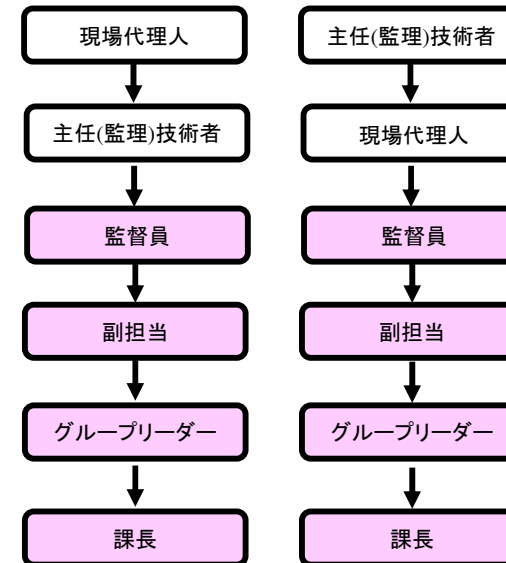 現場代理人
主任(監理)技術者
監督員
副担当
グループリーダー
課長
主任(監理)技術者
現場代理人
監督員
副担当
グループリーダー
課長